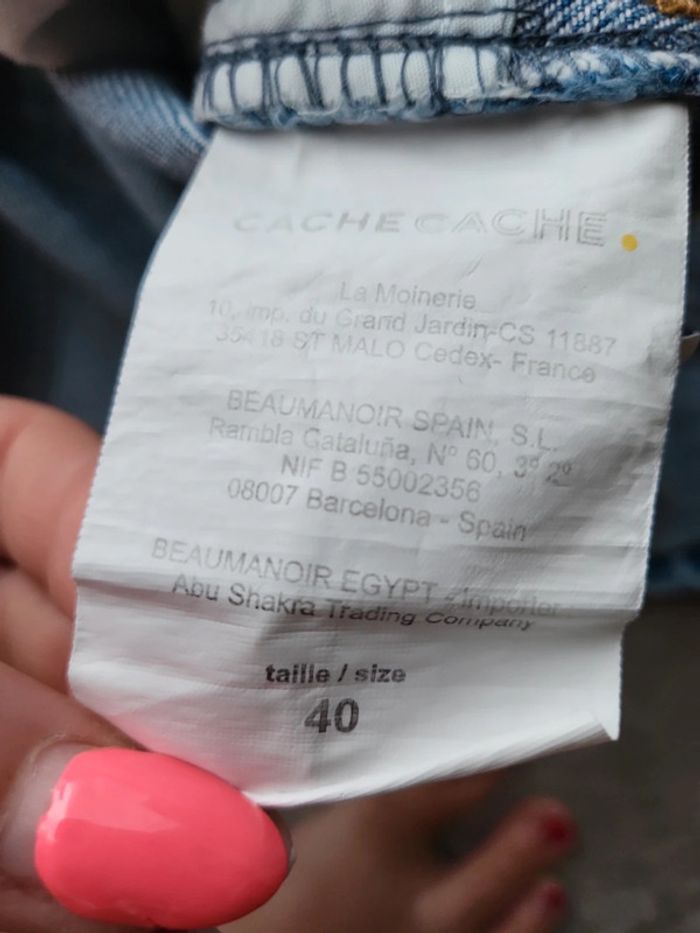 CACHE CACHE
La Moinerie
10, imp. du Grand Jardin-CS 11887
35418 ST MALO Cedex- France
BEAUMANOIR SPAIN, S.L.
Rambla Cataluña, Nº 60, 3º 2º
NIF B 55002356
08007 Barcelona - Spain
BEAUMANOIR EGYPT - Importer
Abu Shakra Trading Company
taille / size
40